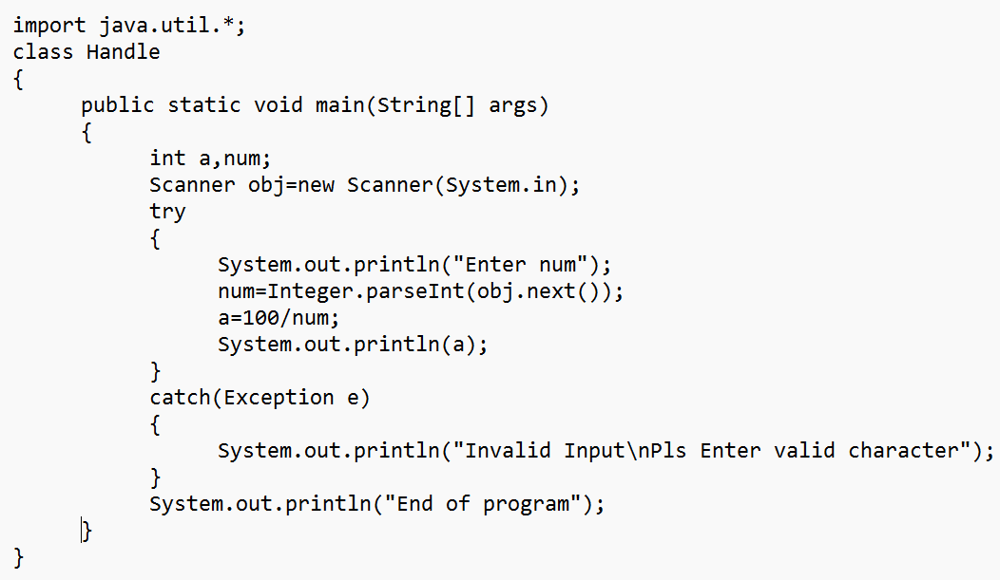 import java.util.*;
class Handle
{
public static void main(String[] args)
{
int a,num;
Scanner obj=new Scanner(System.in);
try
{
System.out.println("Enter num");
num=Integer.parseInt(obj.next());
a=100/num;
System.out.println(a);
}
catch(Exception e)
{
System.out.println("Invalid Input\nPls Enter valid character");
}
System.out.println("End of program");
}
}